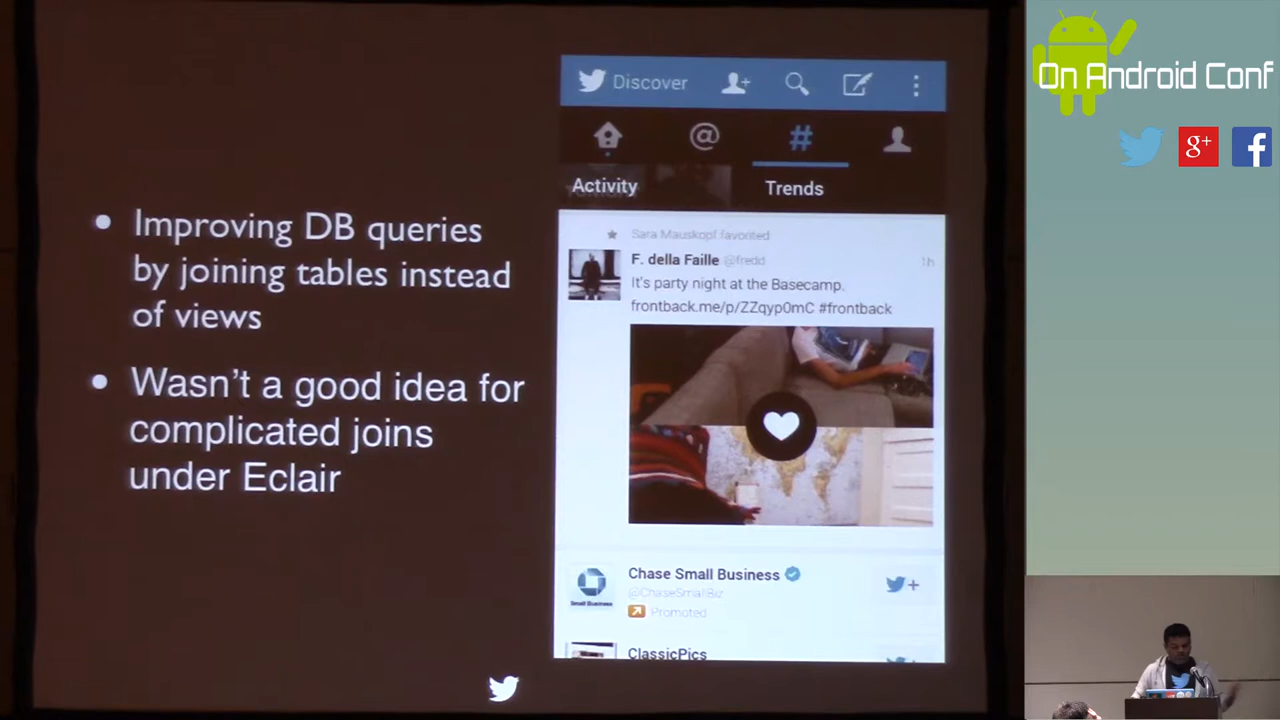 Improving DB queries
by joining tables instead
of views
Wasn't a good idea for
complicated joins
under Eclair
Discover
@
#
Activity
Trends
Sara Mauskopf favorited
F. della Faille @fredd
1h
It's party night at the Basecamp.
frontback.me/p/ZZqyp0mC #frontback
Chase Small Business
@ChaseSmallBiz
Promoted
Small Business
ClassicPics
On Android Conf
g+
f